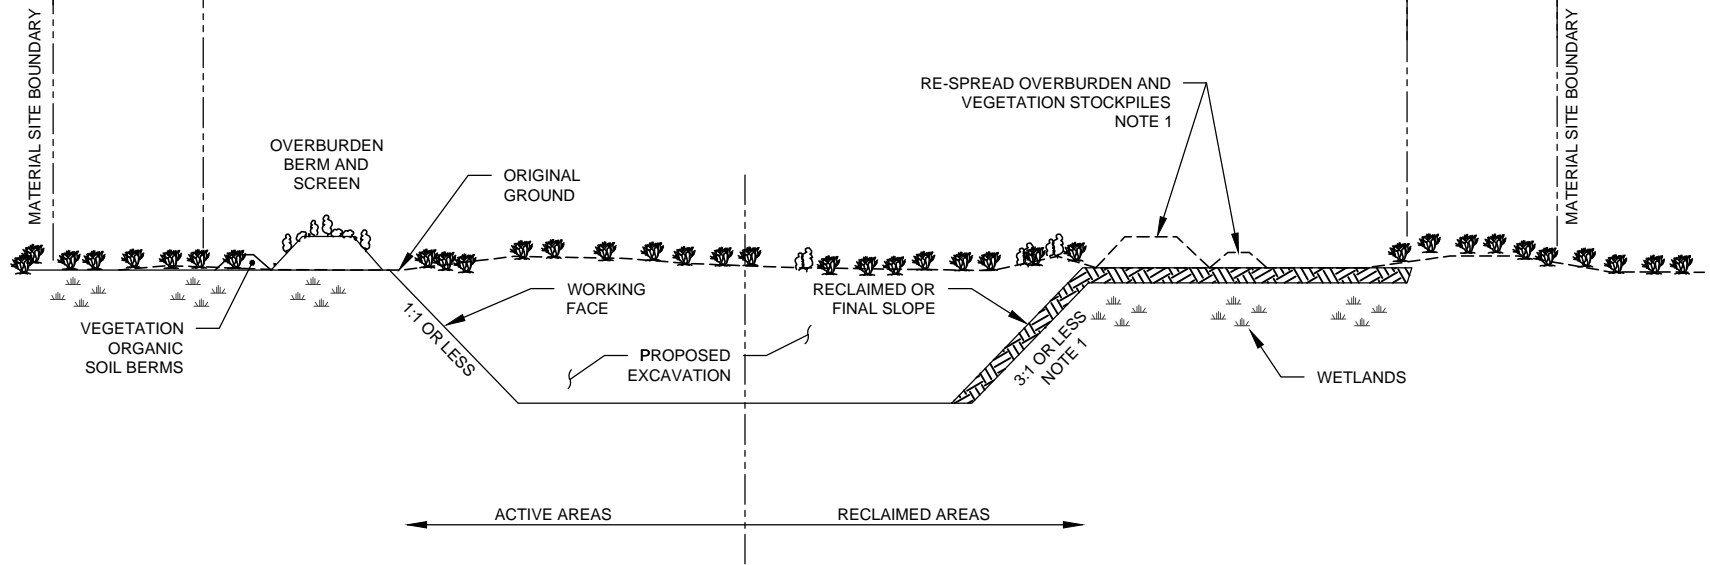 MATERIAL SITE BOUNDARY
OVERBURDEN
BERM AND
SCREEN
ORIGINAL
GROUND
RE-SPREAD OVERBURDEN AND
VEGETATION STOCKPILES
NOTE 1
MATERIAL SITE BOUNDARY
VEGETATION
ORGANIC
SOIL BERMS
1:1 OR LESS
WORKING
FACE
PROPOSED
EXCAVATION
RECLAIMED OR
FINAL SLOPE
3:1 OR LESS
NOTE 1
WETLANDS
ACTIVE AREAS
RECLAIMED AREAS